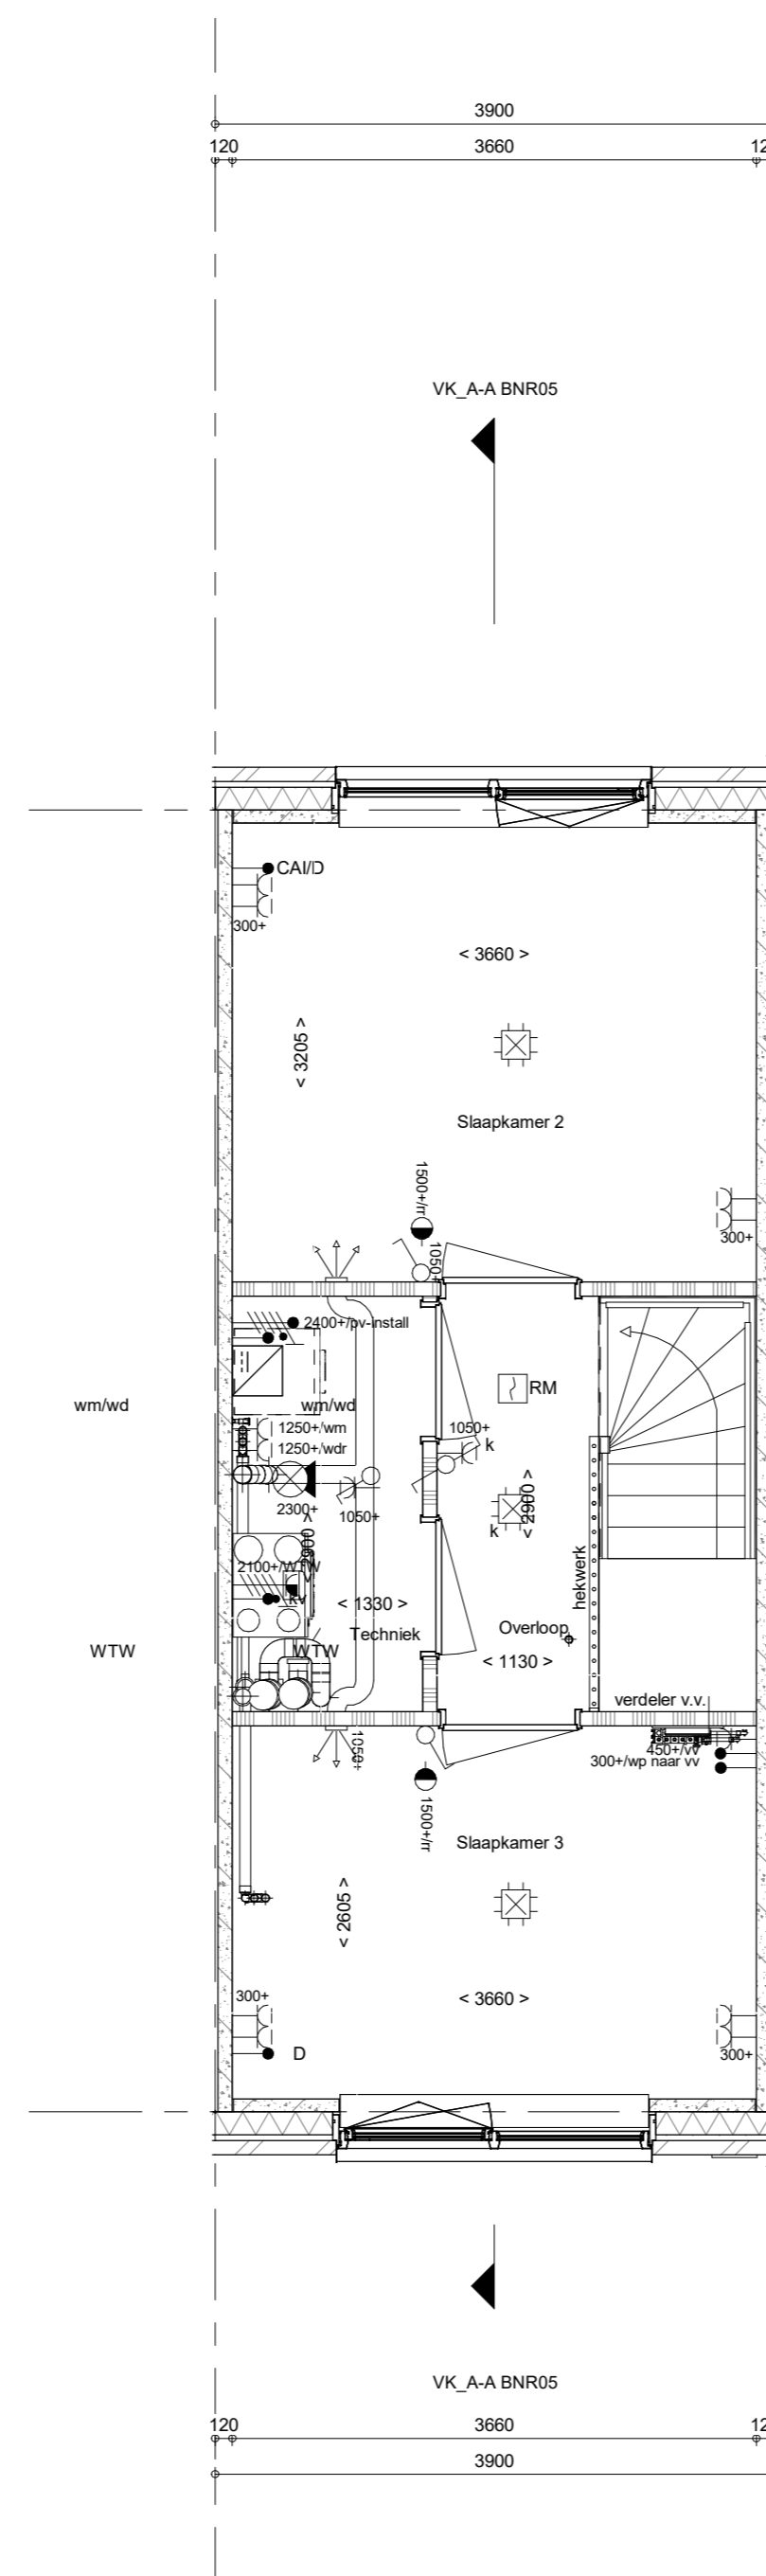 3900
120 3660 12
VK_A-A BNR05
CAI/D
300+
< 3660 >
< 3205 >
Slaapkamer 2
1500+/rr
1050+
300+
2400+/pv-install
RM
wm/wd
wm/wd
1250+/wm
1250+/wdr
1050+
k
2300+
1050+
< 2900 >
k
< 2900 >
hekwerk
2100+/WTW
kv
< 1330 >
Techniek
Overloop
WTW
WTW
< 1130 >
verdeler v.v.
1050+
450+/vv
300+/wp naar vv
1500+/rr
Slaapkamer 3
< 2605 >
300+
< 3660 >
D
300+
VK_A-A BNR05
120 3660 12
3900